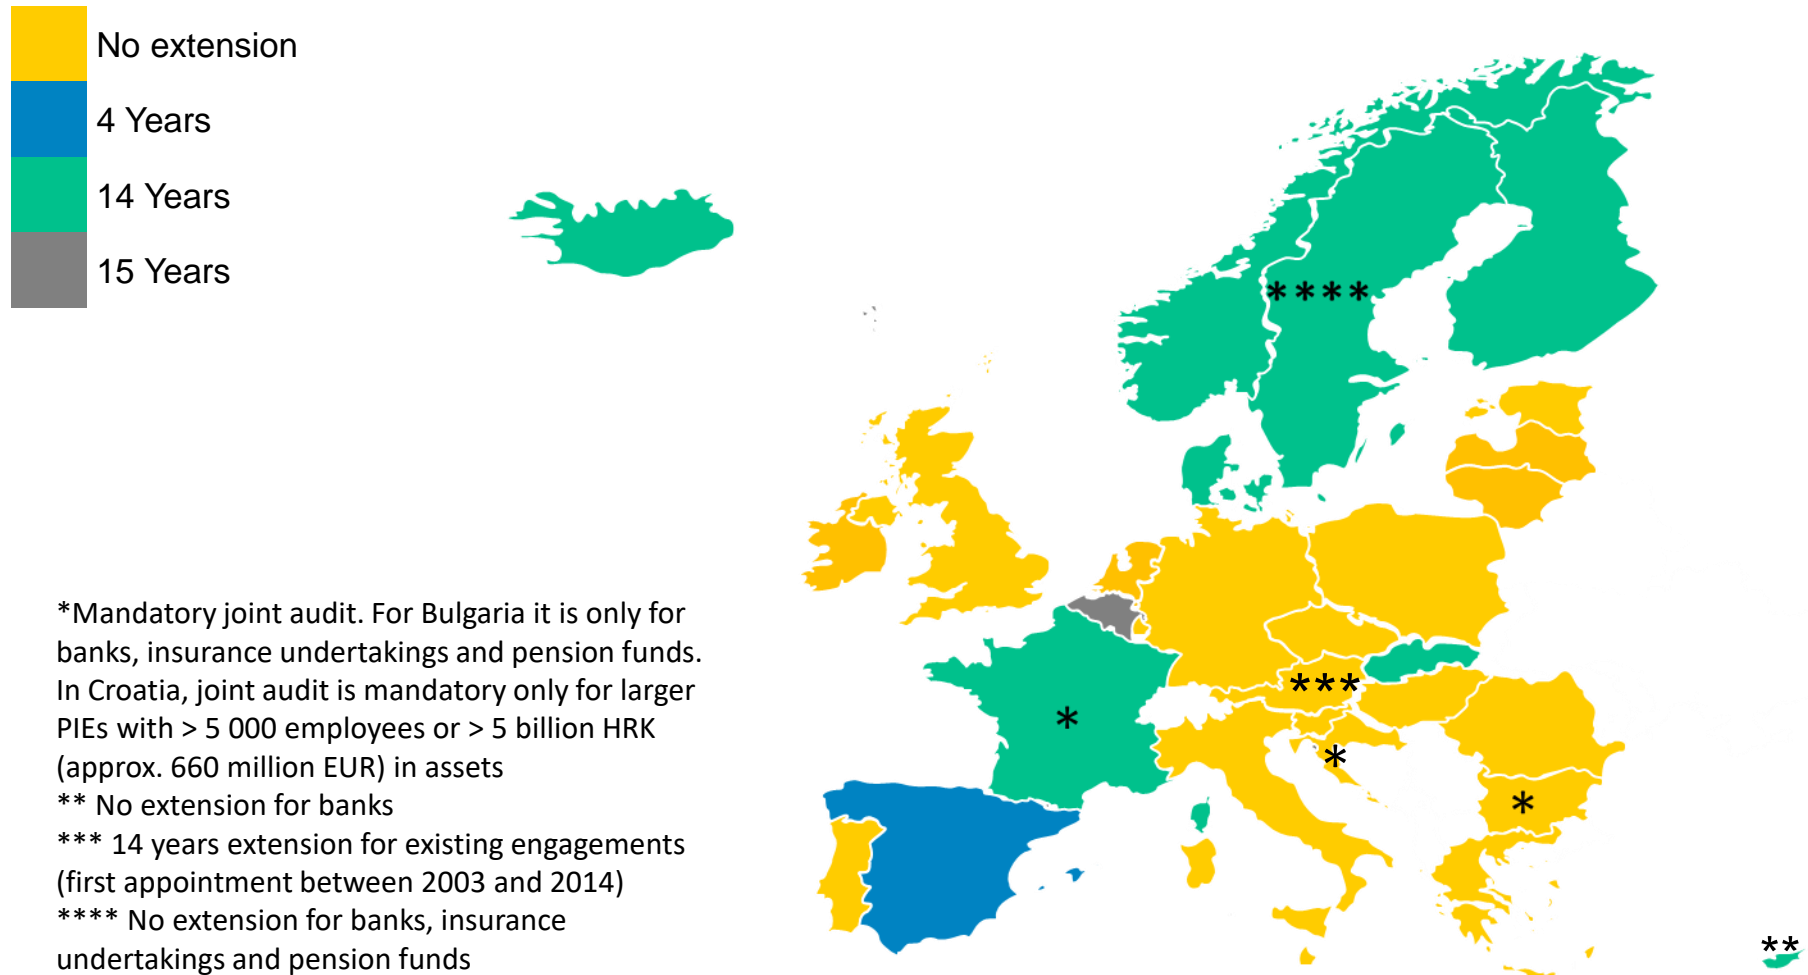 No extension
4 Years
14 Years
15 Years
****
*Mandatory joint audit. For Bulgaria it is only for
banks, insurance undertakings and pension funds.
In Croatia, joint audit is mandatory only for larger
PIEs with > 5 000 employees or > 5 billion HRK
(approx. 660 million EUR) in assets
** No extension for banks
*** 14 years extension for existing engagements
(first appointment between 2003 and 2014)
**** No extension for banks, insurance
undertakings and pension funds
***
*
*
*
**